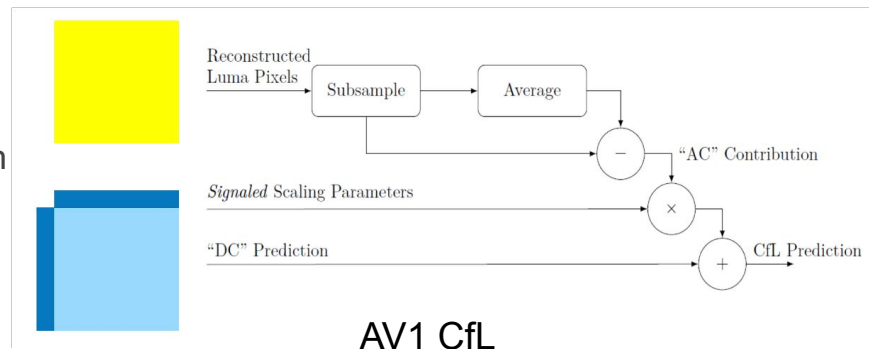 Reconstructed
Luma Pixels
Subsample
Average
n
−
“AC” Contribution
Signaled Scaling Parameters
×
“DC” Prediction
+
CfL Prediction
AV1 CfL